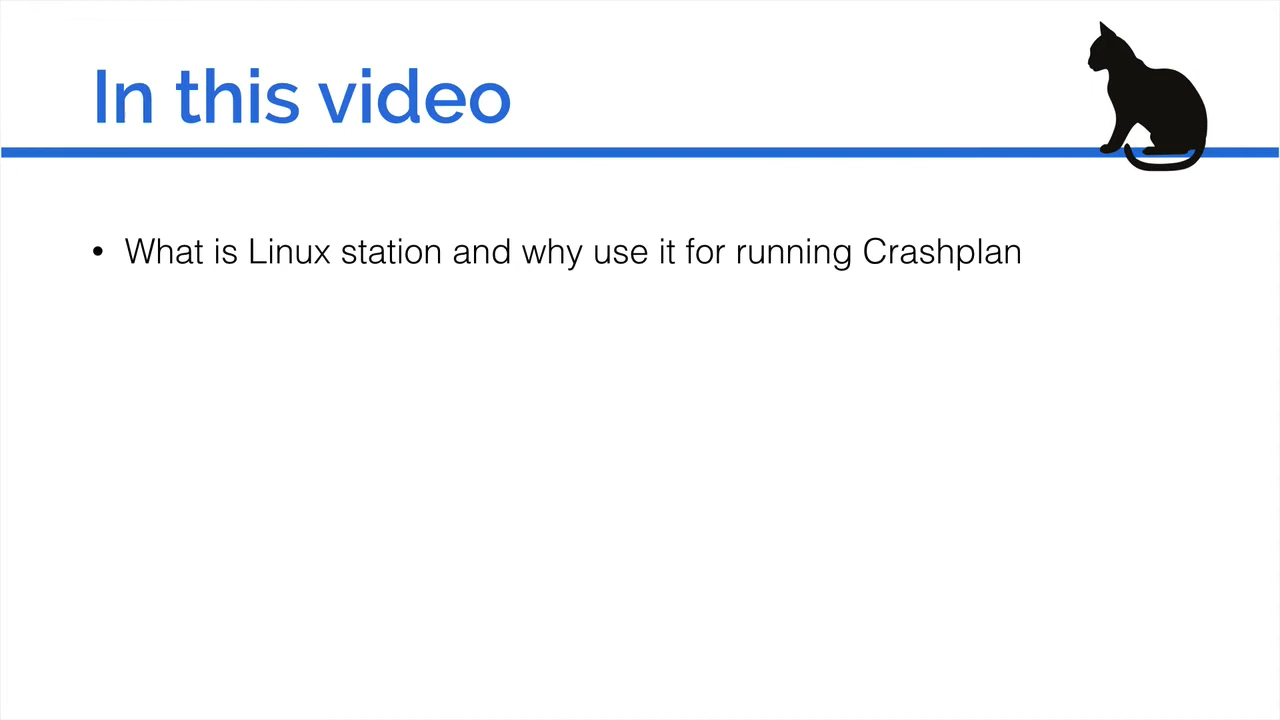 In this video
• What is Linux station and why use it for running Crashplan